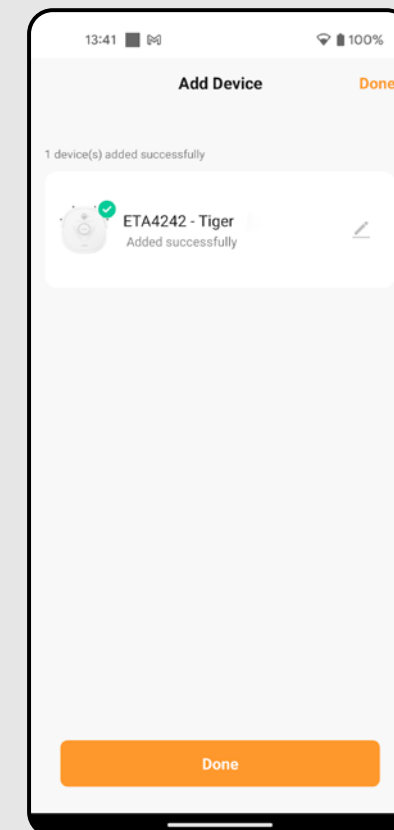 13:41 100%
Add Device Done
1 device(s) added successfully
ETA4242 - Tiger
Added successfully
Done